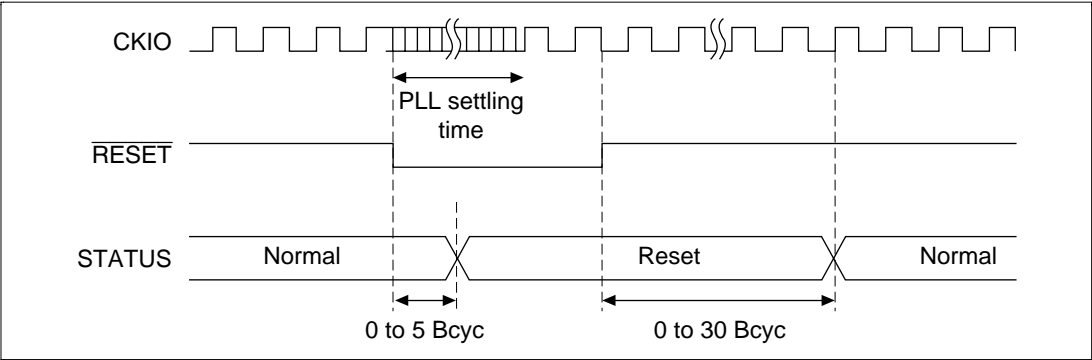 CKIO
PLL settling
time
RESET
STATUS
Normal
Reset
Normal
0 to 5 Bcyc
0 to 30 Bcyc